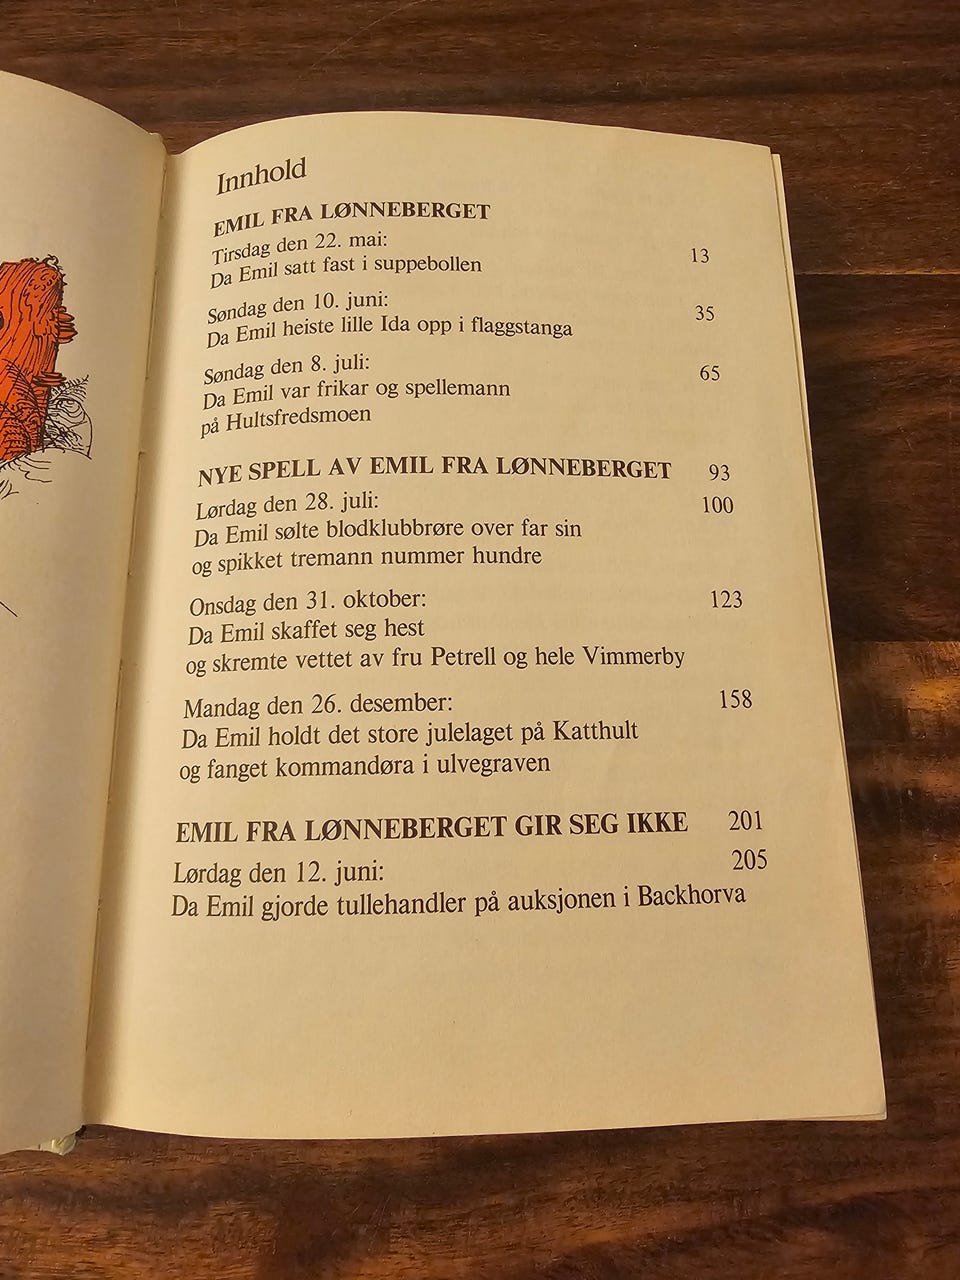 Innhold
EMIL FRA LØNNEBERGET
Tirsdag den 22. mai: 13
Da Emil satt fast i suppebollen
Søndag den 10. juni: 35
Da Emil heiste lille Ida opp i flaggstanga
Søndag den 8. juli: 65
Da Emil var frikar og spellemann
på Hultsfredsmoen
NYE SPELL AV EMIL FRA LØNNEBERGET 93
Lørdag den 28. juli: 100
Da Emil sølte blodklubbrøre over far sin
og spikket tremann nummer hundre
Onsdag den 31. oktober: 123
Da Emil skaffet seg hest
og skremte vettet av fru Petrell og hele Vimmerby
Mandag den 26. desember: 158
Da Emil holdt det store julelaget på Katthult
og fanget kommandøra i ulvegraven
EMIL FRA LØNNEBERGET GIR SEG IKKE 201
Lørdag den 12. juni: 205
Da Emil gjorde tullehandler på auksjonen i Backhorva